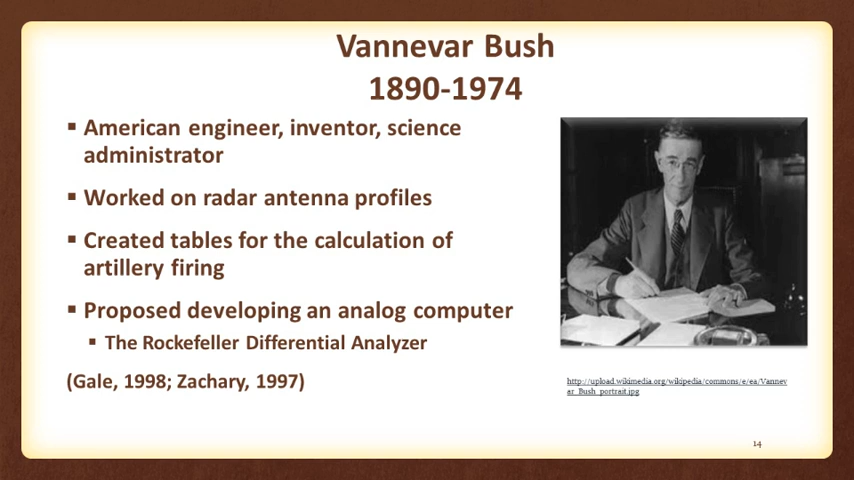 Vannevar Bush
1890-1974
▪ American engineer, inventor, science
administrator
▪ Worked on radar antenna profiles
▪ Created tables for the calculation of
artillery firing
▪ Proposed developing an analog computer
▪ The Rockefeller Differential Analyzer
(Gale, 1998; Zachary, 1997)
http://upload.wikimedia.org/wikipedia/commons/e/ea/Vannev
ar_Bush_portrait.jpg
14